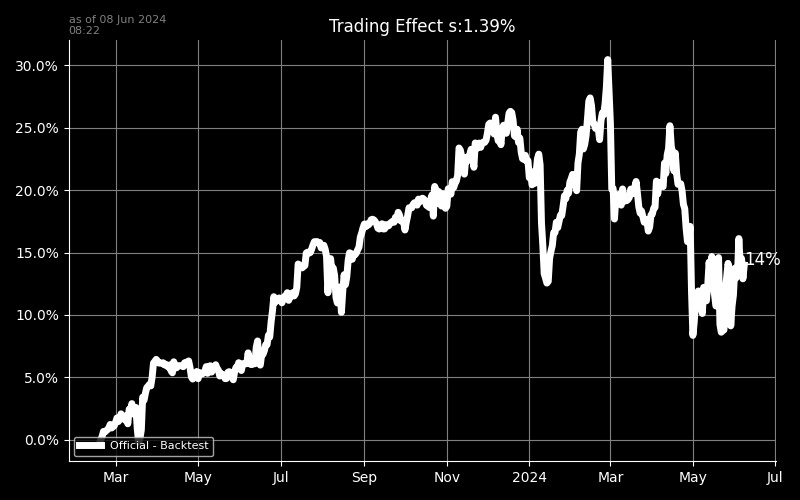 as of 08 Jun 2024
08:22
Trading Effect s:1.39%
30.0%
25.0%
20.0%
15.0%
10.0%
5.0%
0.0%
14%
Official - Backtest
Mar May Jul Sep Nov 2024 Mar May Jul